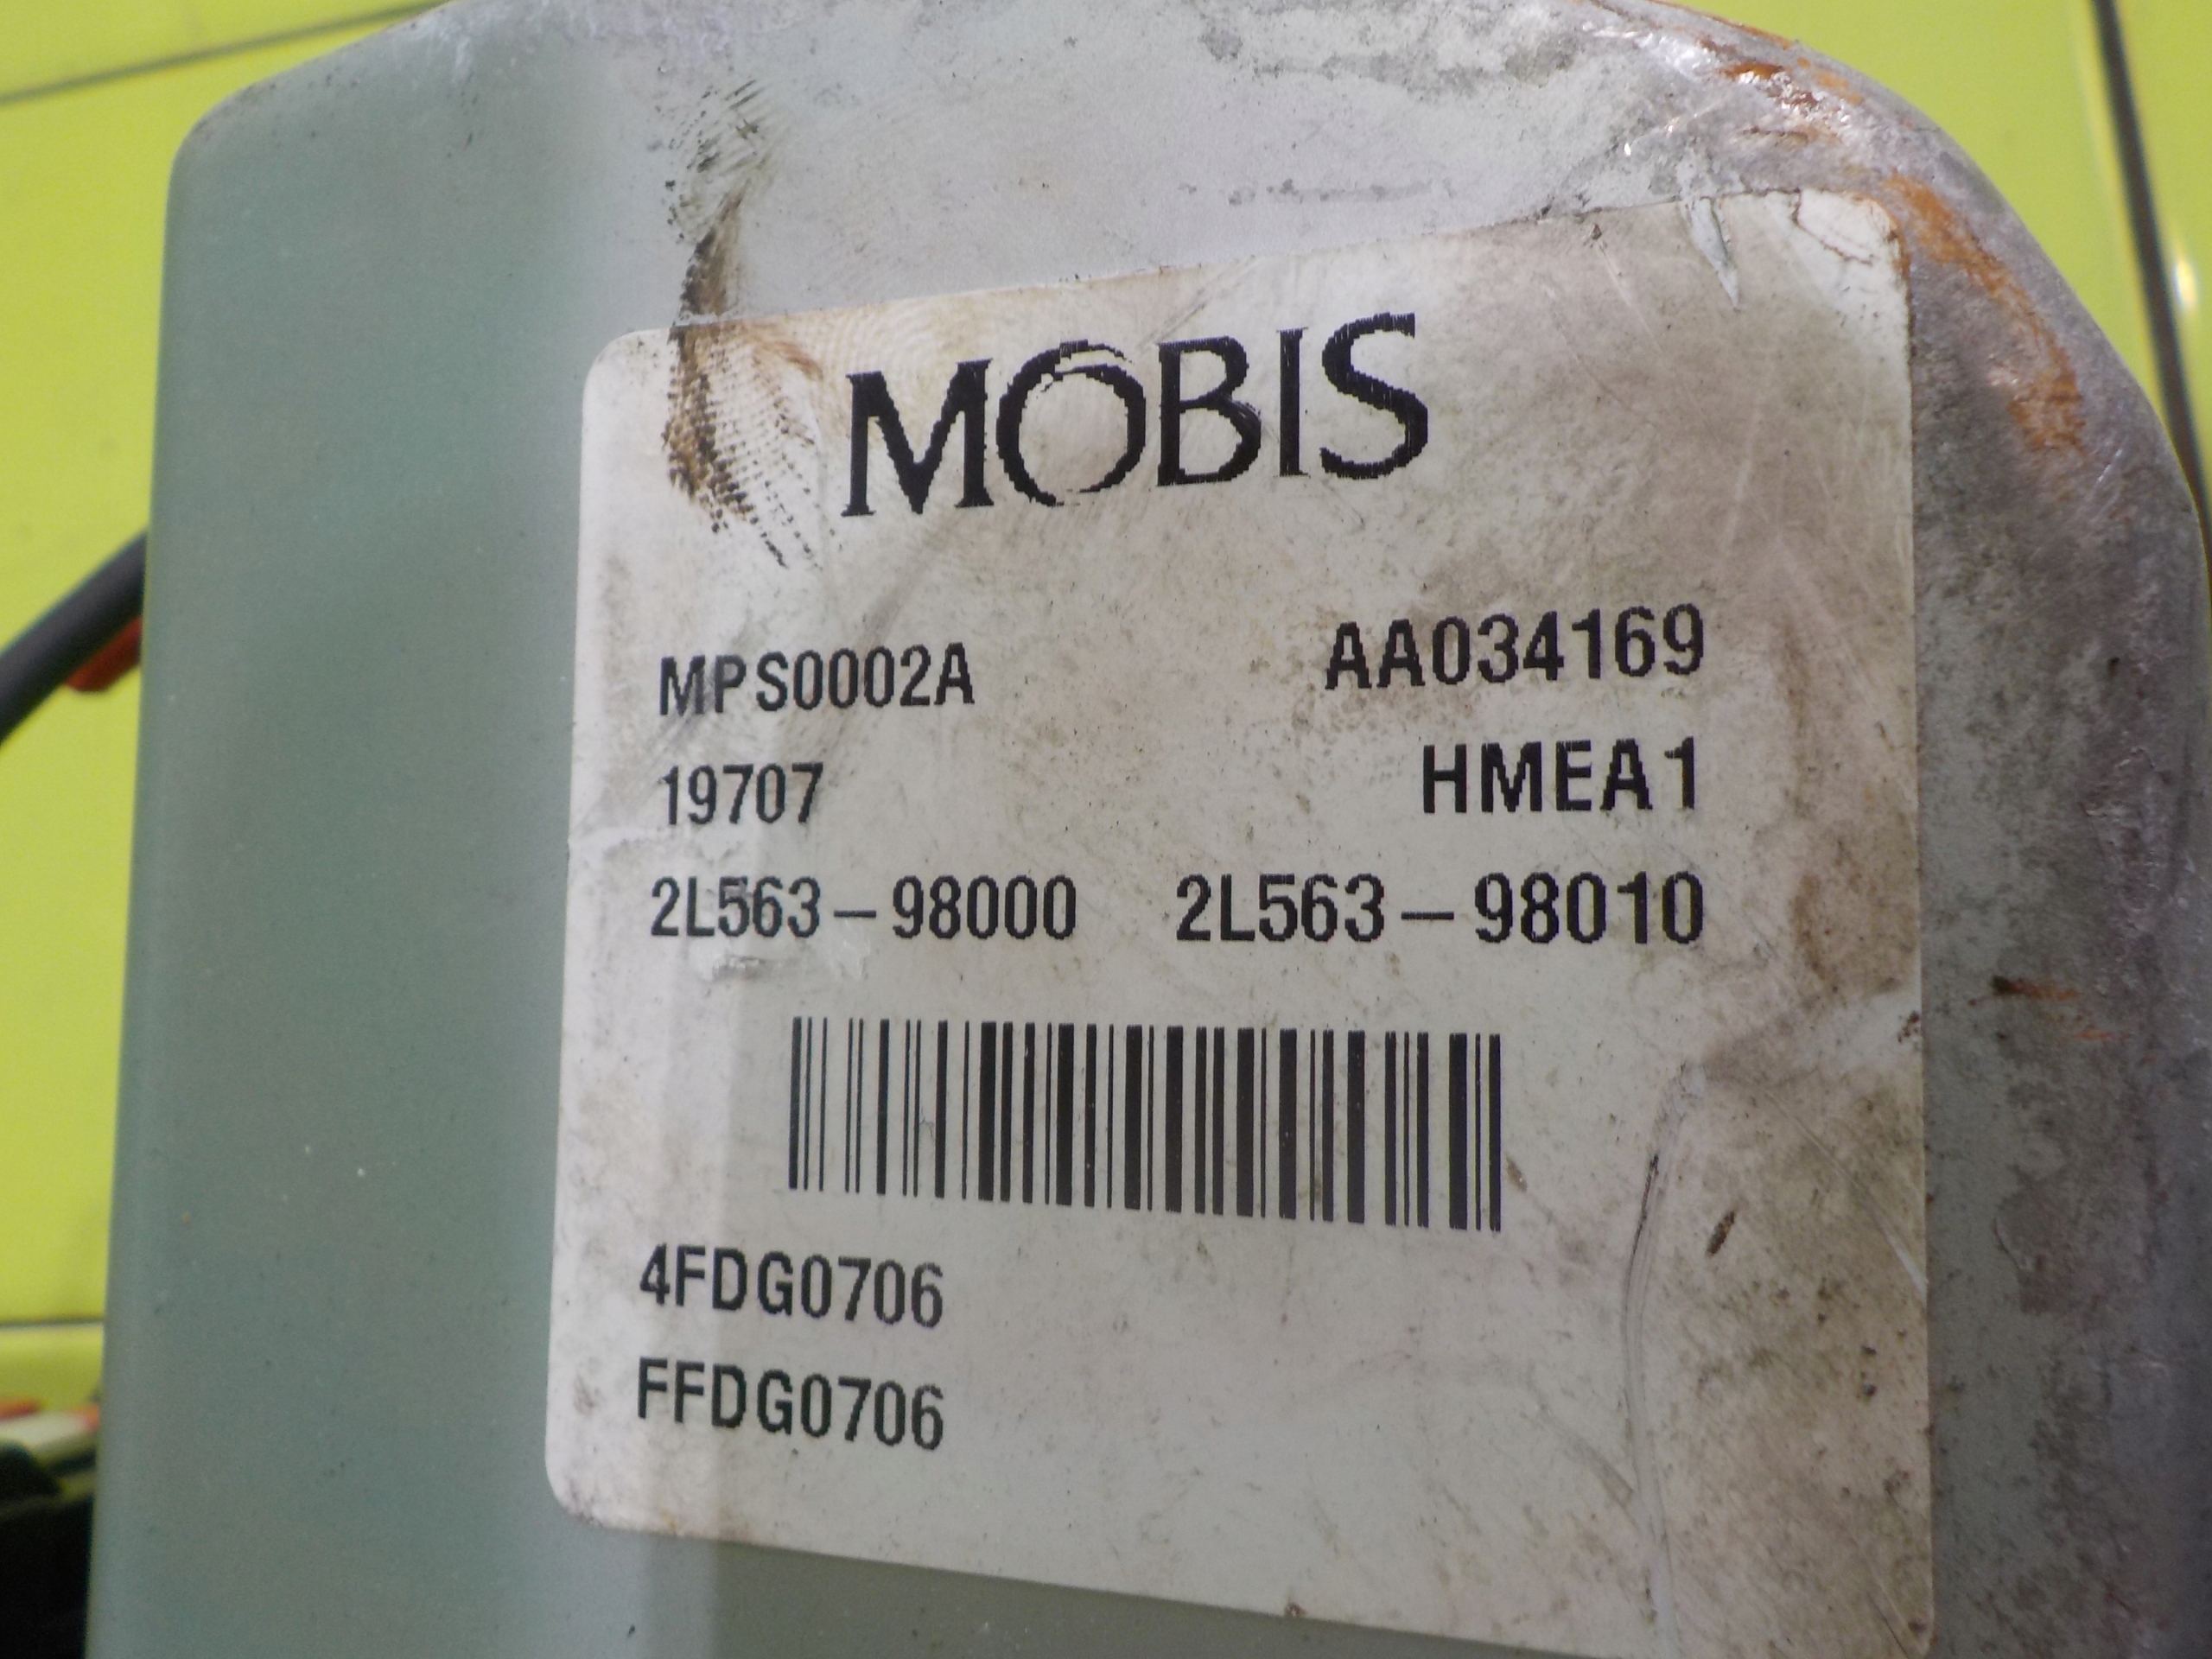 MOBIS
MPS0002A AA034169
19707 HMEA1
2L563-98000 2L563-98010
4FDG0706
FFDG0706